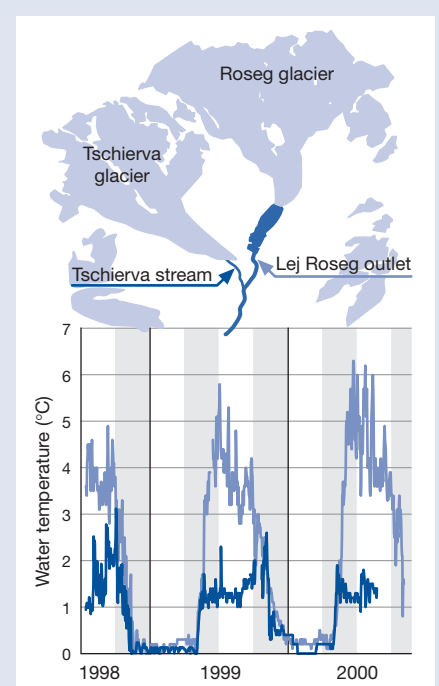 Roseg glacier
Tschierva
glacier
Tschierva stream
Lej Roseg outlet
7
6
5
4
3
2
1
0
Water temperature (°C)
1998 1999 2000